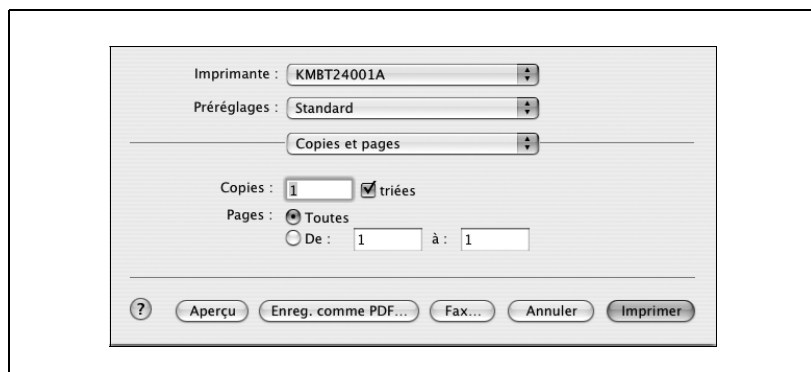 Imprimante : KMBT24001A
Préréglages : Standard
Copies et pages
Copies : 1 triées
Pages : Toutes
De : 1 à : 1
? Aperçu Enreg. comme PDF... Fax... Annuler Imprimer